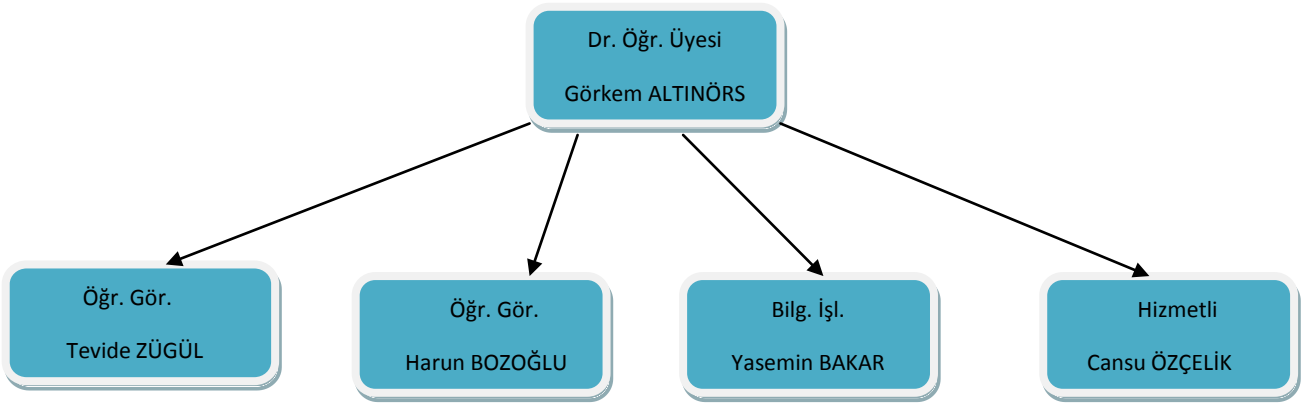 Dr. Öğr. Üyesi
Görkem ALTINÖRS
Öğr. Gör.
Tevide ZÜGÜL
Öğr. Gör.
Harun BOZOĞLU
Bilg. İşl.
Yasemin BAKAR
Hizmetli
Cansu ÖZÇELİK